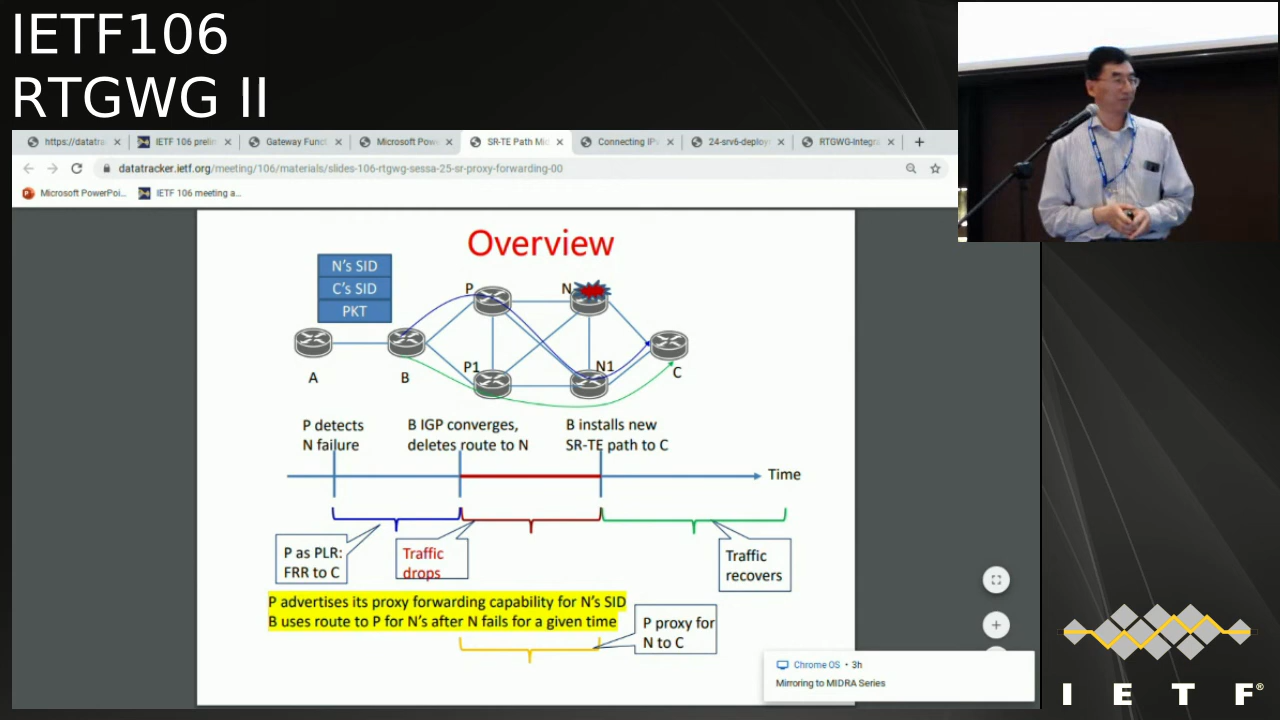 IETF106
RTGWG II
https://datatra
IETF 106 prelin
Gateway Funct
Microsoft Powe
SR-TE Path Mi
Connecting IPv
24-srv6-deploy
RTGWG-Integra
datatracker.ietf.org/meeting/106/materials/slides-106-rtgwg-sessa-25-sr-proxy-forwarding-00
Microsoft PowerPoi...
IETF 106 meeting a...
Overview
N's SID
C's SID
PKT
P
N
A
B
P1
N1
C
P detects
N failure
B IGP converges,
deletes route to N
B installs new
SR-TE path to C
Time
P as PLR:
FRR to C
Traffic
drops
Traffic
recovers
P advertises its proxy forwarding capability for N's SID
B uses route to P for N's after N fails for a given time
P proxy for
N to C
Chrome OS • 3h
Mirroring to MIDRA Series
I E T F®